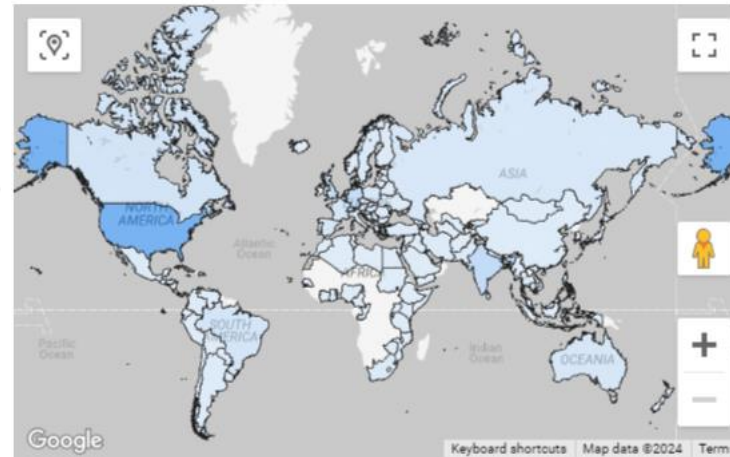 ASIA
NORTH
AMERICA
Atlantic
Ocean
AFRICA
SOUTH
AMERICA
Pacific
Ocean
Indian
Ocean
OCEANIA
+
Google
Keyboard shortcuts
Map data ©2024
Term